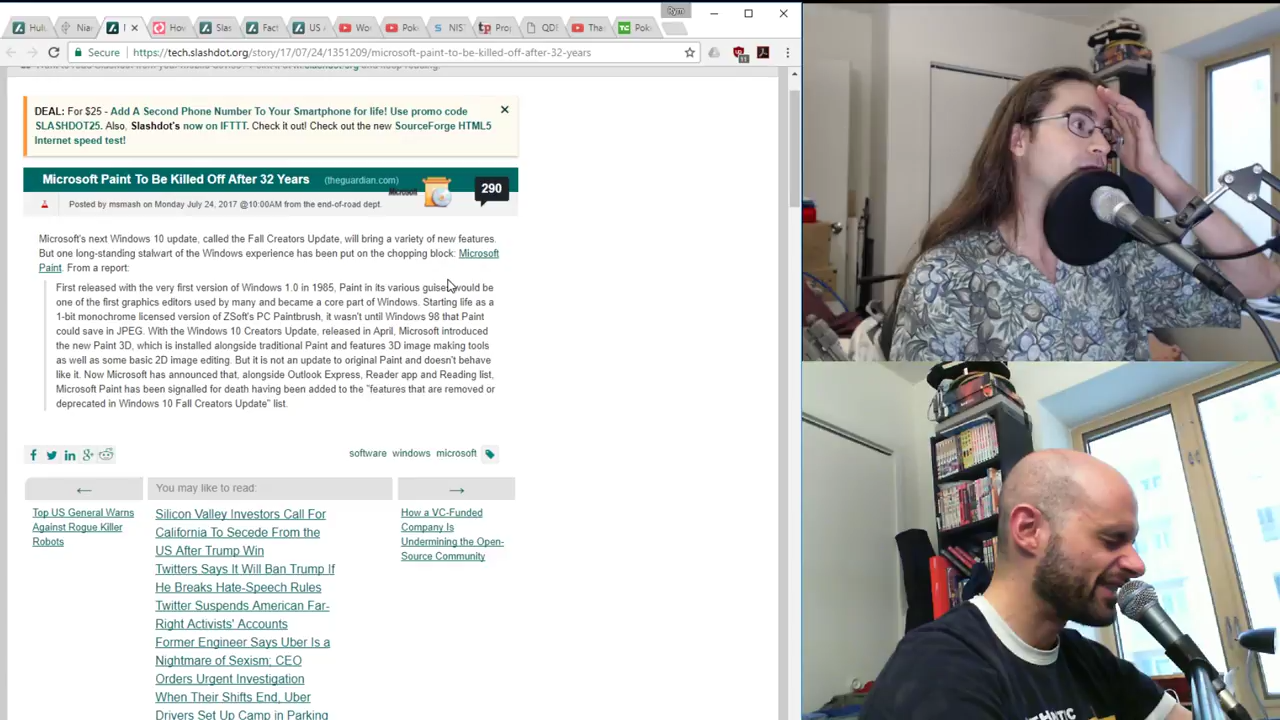 Rym
Hul
Nia
How
Slas
Fact
US
Wo
Pok
NIS
Pro
QDI
Tha
Pok
Secure
https://tech.slashdot.org/story/17/07/24/1351209/microsoft-paint-to-be-killed-off-after-32-years
11
DEAL: For $25 - Add A Second Phone Number To Your Smartphone for life! Use promo code
SLASHDOT25. Also, Slashdot's now on IFTTT. Check it out! Check out the new SourceForge HTML5
Internet speed test!
Microsoft Paint To Be Killed Off After 32 Years (theguardian.com)
Microsoft
290
Posted by msmash on Monday July 24, 2017 @10:00AM from the end-of-road dept.
Microsoft's next Windows 10 update, called the Fall Creators Update, will bring a variety of new features.
But one long-standing stalwart of the Windows experience has been put on the chopping block: Microsoft
Paint. From a report:
First released with the very first version of Windows 1.0 in 1985, Paint in its various guises would be
one of the first graphics editors used by many and became a core part of Windows. Starting life as a
1-bit monochrome licensed version of ZSoft's PC Paintbrush, it wasn't until Windows 98 that Paint
could save in JPEG. With the Windows 10 Creators Update, released in April, Microsoft introduced
the new Paint 3D, which is installed alongside traditional Paint and features 3D image making tools
as well as some basic 2D image editing. But it is not an update to original Paint and doesn't behave
like it. Now Microsoft has announced that, alongside Outlook Express, Reader app and Reading list,
Microsoft Paint has been signalled for death having been added to the "features that are removed or
deprecated in Windows 10 Fall Creators Update" list.
software windows microsoft
You may like to read:
Top US General Warns
Against Rogue Killer
Robots
Silicon Valley Investors Call For
California To Secede From the
US After Trump Win
Twitters Says It Will Ban Trump If
He Breaks Hate-Speech Rules
Twitter Suspends American Far-
Right Activists' Accounts
Former Engineer Says Uber Is a
Nightmare of Sexism; CEO
Orders Urgent Investigation
When Their Shifts End, Uber
Drivers Set Up Camp in Parking
How a VC-Funded
Company Is
Undermining the Open-
Source Community